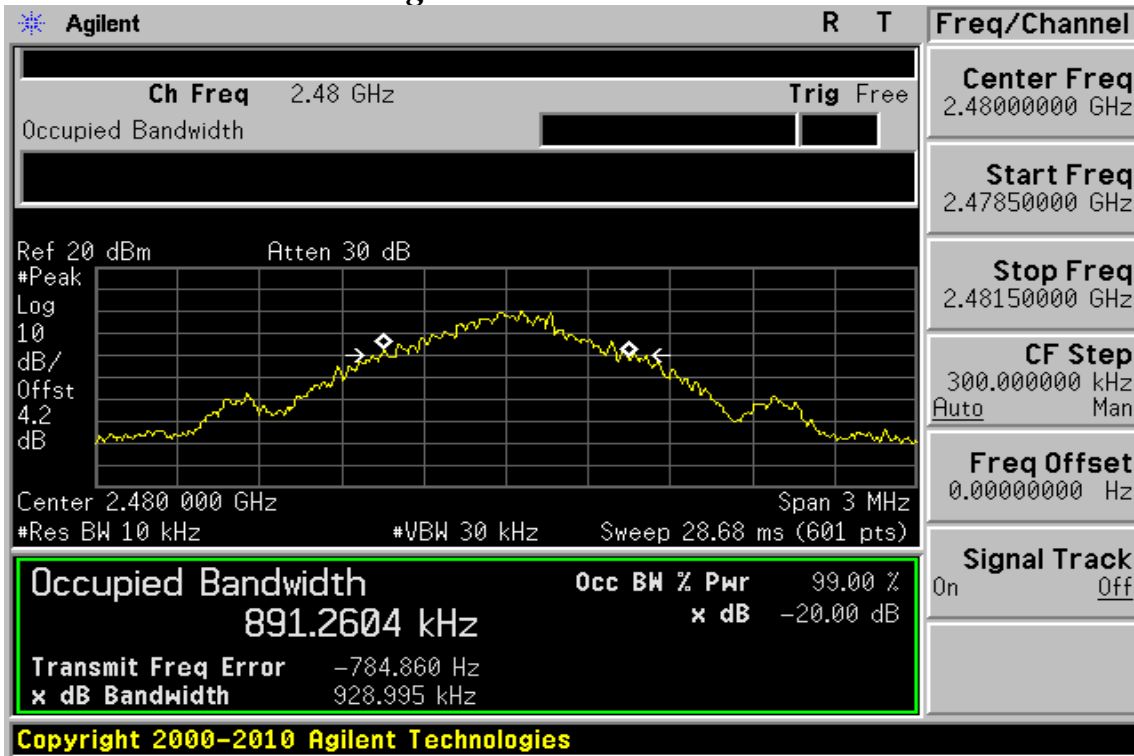 Agilent R T
Freq/Channel
Ch Freq 2.48 GHz Trig Free
Occupied Bandwidth
Center Freq
2.48000000 GHz
Start Freq
2.47850000 GHz
Stop Freq
2.48150000 GHz
CF Step
300.000000 kHz
Auto Man
Freq Offset
0.00000000 Hz
Signal Track
On Off
Ref 20 dBm Atten 30 dB
#Peak
Log
10
dB/
Offst
4.2
dB
Center 2.480 000 GHz Span 3 MHz
#Res BW 10 kHz #VBW 30 kHz Sweep 28.68 ms (601 pts)
Occupied Bandwidth Occ BW % Pwr 99.00 %
891.2604 kHz x dB -20.00 dB
Transmit Freq Error -784.860 Hz
x dB Bandwidth 928.995 kHz
Copyright 2000-2010 Agilent Technologies